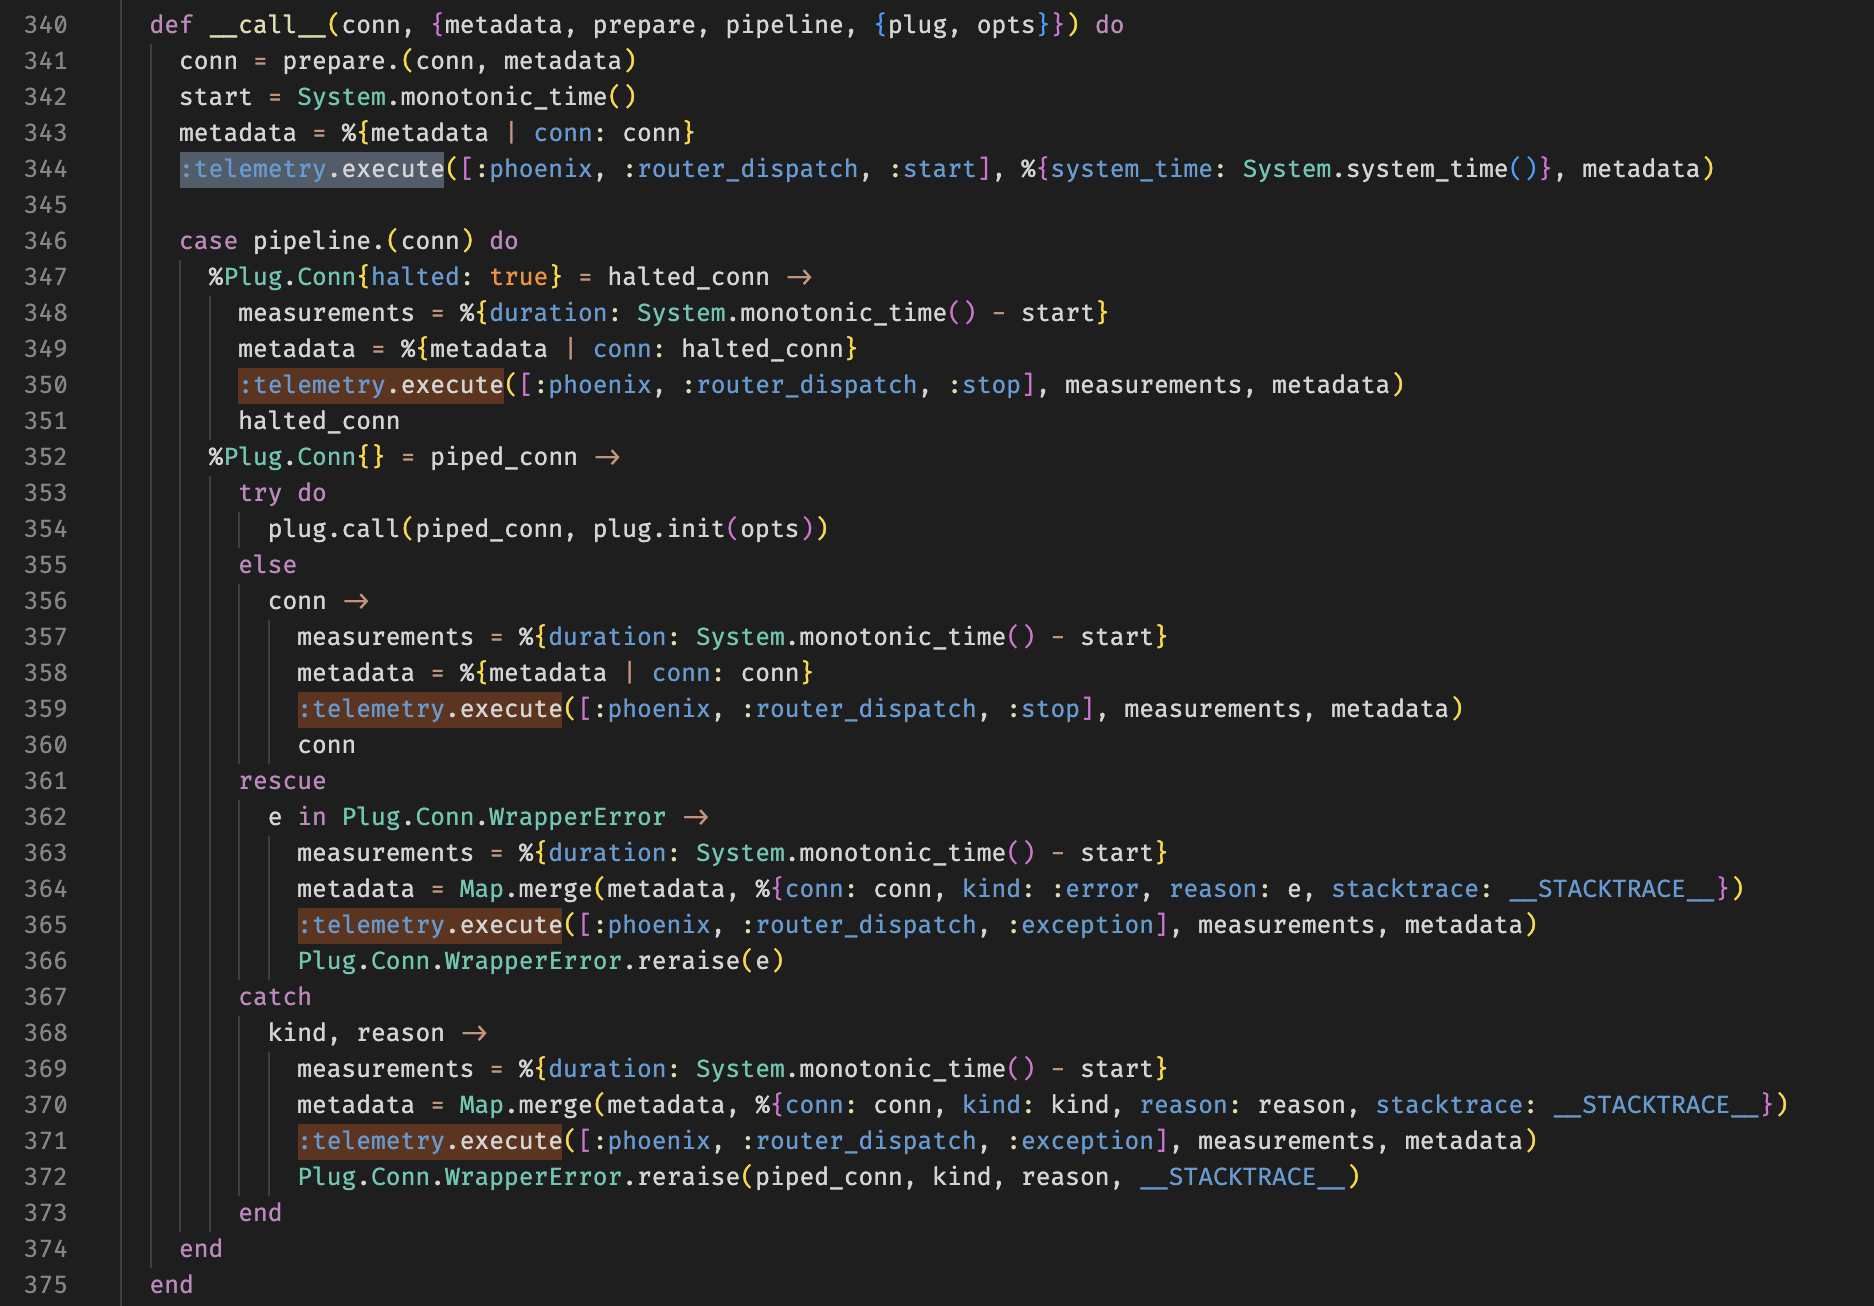 340 def __call__(conn, {metadata, prepare, pipeline, {plug, opts}}) do
341 conn = prepare.(conn, metadata)
342 start = System.monotonic_time()
343 metadata = %{metadata | conn: conn}
344 :telemetry.execute([:phoenix, :router_dispatch, :start], %{system_time: System.system_time()}, metadata)
345
346 case pipeline.(conn) do
347 %Plug.Conn{halted: true} = halted_conn ->
348 measurements = %{duration: System.monotonic_time() - start}
349 metadata = %{metadata | conn: halted_conn}
350 :telemetry.execute([:phoenix, :router_dispatch, :stop], measurements, metadata)
351 halted_conn
352 %Plug.Conn{} = piped_conn ->
353 try do
354 plug.call(piped_conn, plug.init(opts))
355 else
356 conn ->
357 measurements = %{duration: System.monotonic_time() - start}
358 metadata = %{metadata | conn: conn}
359 :telemetry.execute([:phoenix, :router_dispatch, :stop], measurements, metadata)
360 conn
361 rescue
362 e in Plug.Conn.WrapperError ->
363 measurements = %{duration: System.monotonic_time() - start}
364 metadata = Map.merge(metadata, %{conn: conn, kind: :error, reason: e, stacktrace: __STACKTRACE__})
365 :telemetry.execute([:phoenix, :router_dispatch, :exception], measurements, metadata)
366 Plug.Conn.WrapperError.reraise(e)
367 catch
368 kind, reason ->
369 measurements = %{duration: System.monotonic_time() - start}
370 metadata = Map.merge(metadata, %{conn: conn, kind: kind, reason: reason, stacktrace: __STACKTRACE__})
371 :telemetry.execute([:phoenix, :router_dispatch, :exception], measurements, metadata)
372 Plug.Conn.WrapperError.reraise(piped_conn, kind, reason, __STACKTRACE__)
373 end
374 end
375 end